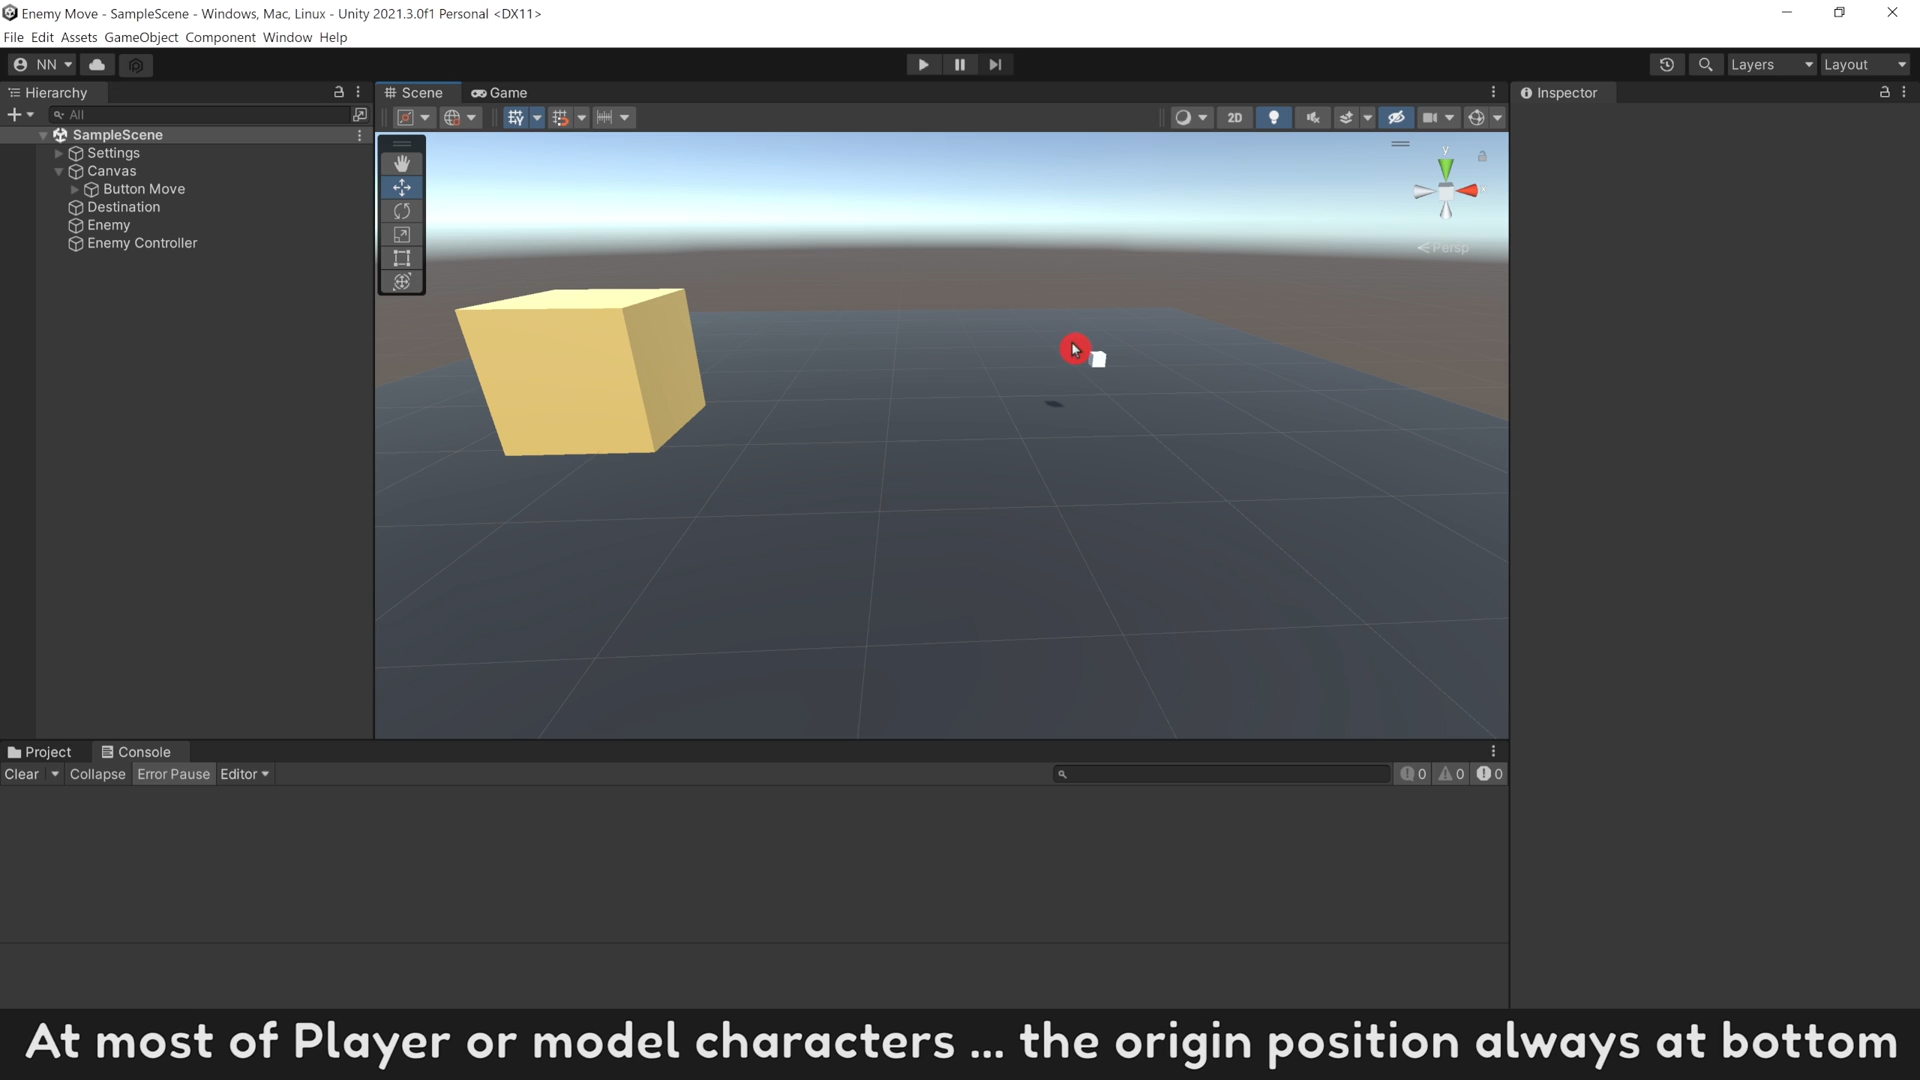 Enemy Move - SampleScene - Windows, Mac, Linux - Unity 2021.3.0f1 Personal <DX11>
File Edit Assets GameObject Component Window Help
NN
Layers
Layout
Hierarchy
Scene
Game
Inspector
All
2D
SampleScene
Settings
Canvas
Button Move
Destination
Enemy
Enemy Controller
y
x
Persp
Project
Console
Clear
Collapse
Error Pause
Editor
0
0
0
At most of Player or model characters ... the origin position always at bottom